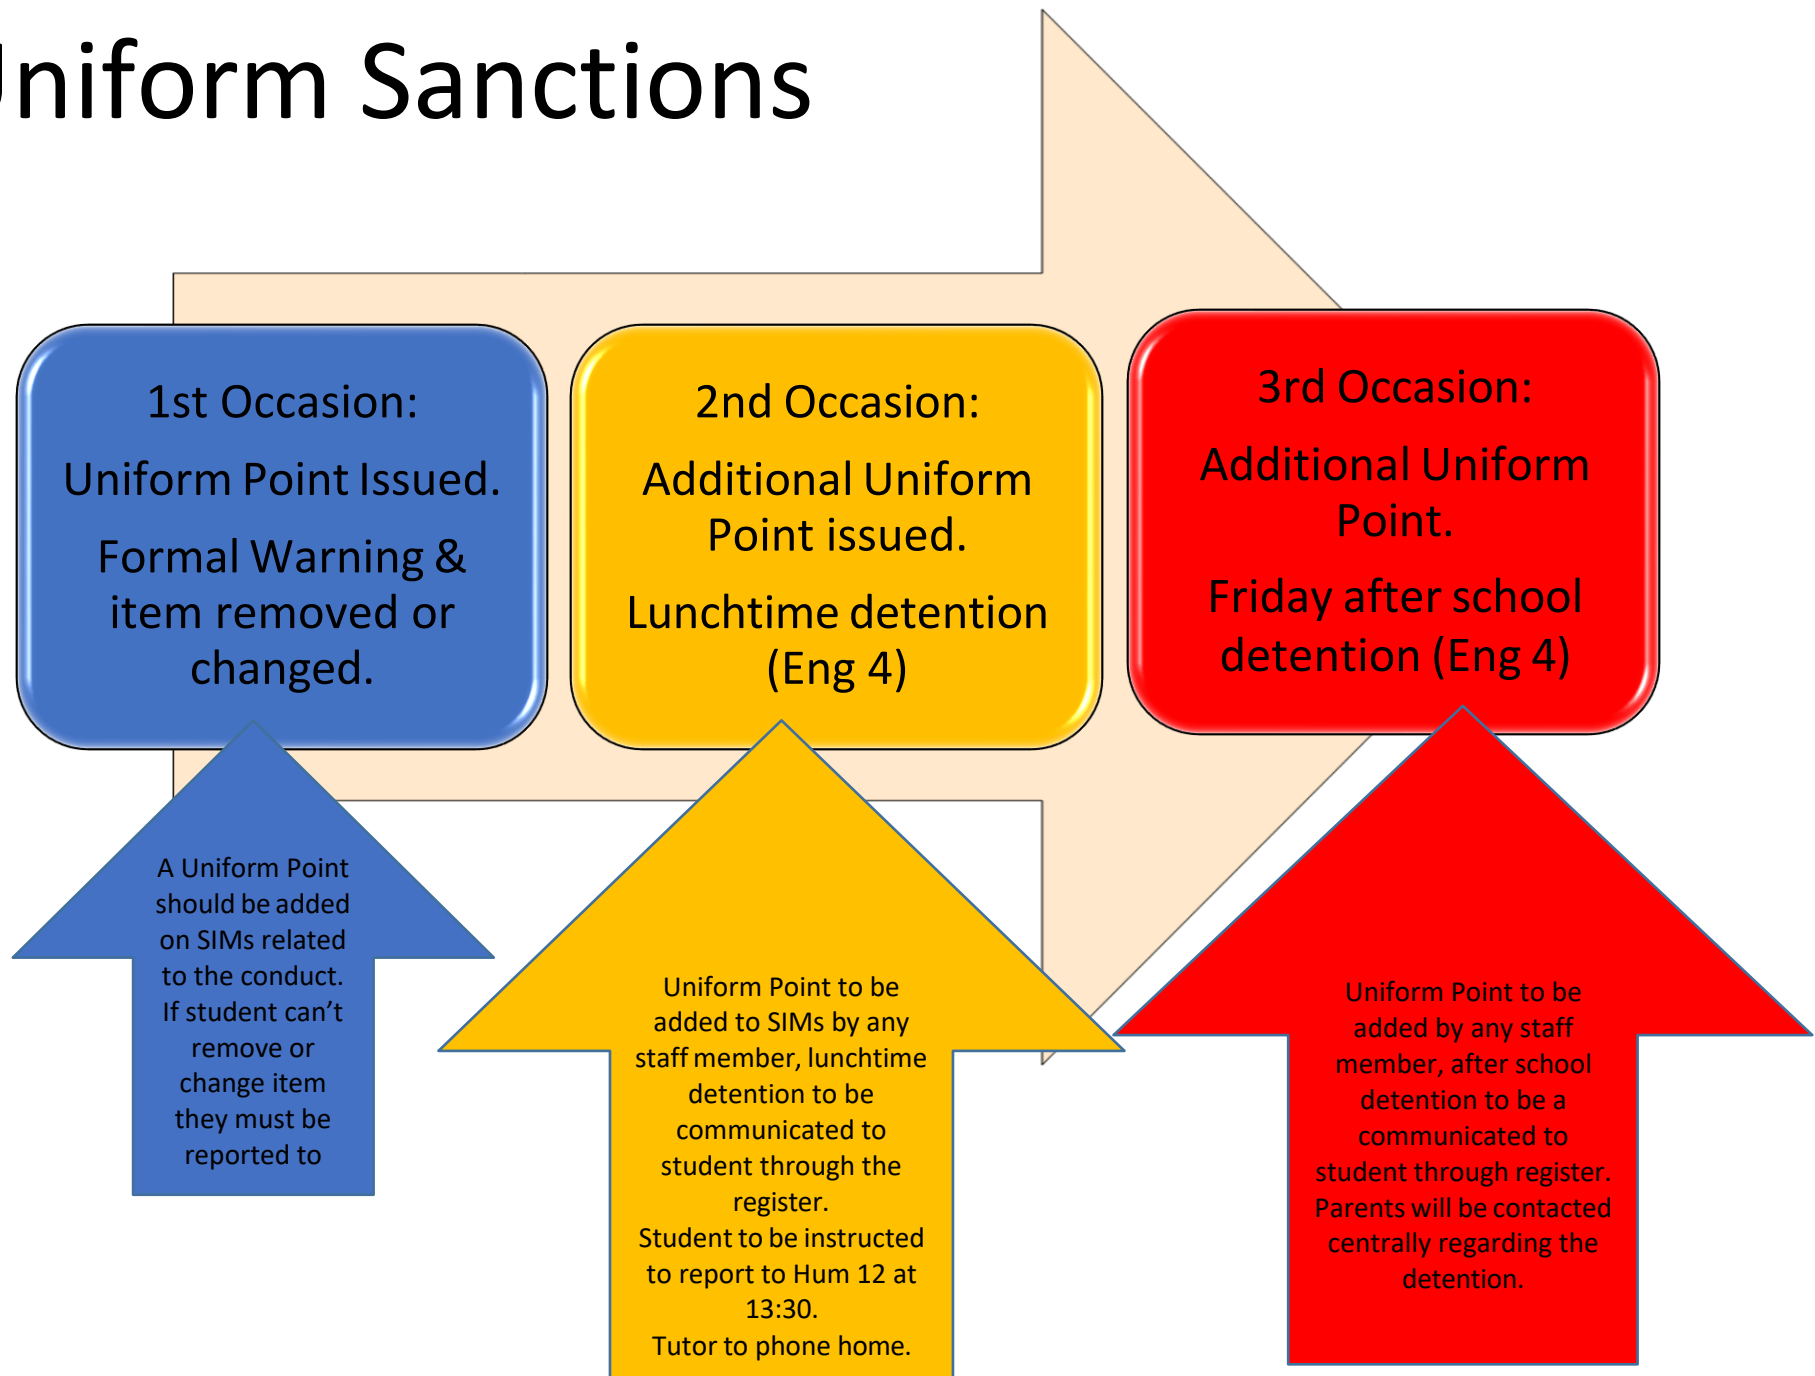 Uniform Sanctions
1st Occasion:
Uniform Point Issued.
Formal Warning &
item removed or
changed.
2nd Occasion:
Additional Uniform
Point issued.
Lunchtime detention
(Eng 4)
3rd Occasion:
Additional Uniform
Point.
Friday after school
detention (Eng 4)
A Uniform Point
should be added
on SIMs related
to the conduct.
If student can’t
remove or
change item
they must be
reported to
Uniform Point to be
added to SIMs by any
staff member, lunchtime
detention to be
communicated to
student through the
register.
Student to be instructed
to report to Hum 12 at
13:30.
Tutor to phone home.
Uniform Point to be
added by any staff
member, after school
detention to be a
communicated to
student through register.
Parents will be contacted
centrally regarding the
detention.